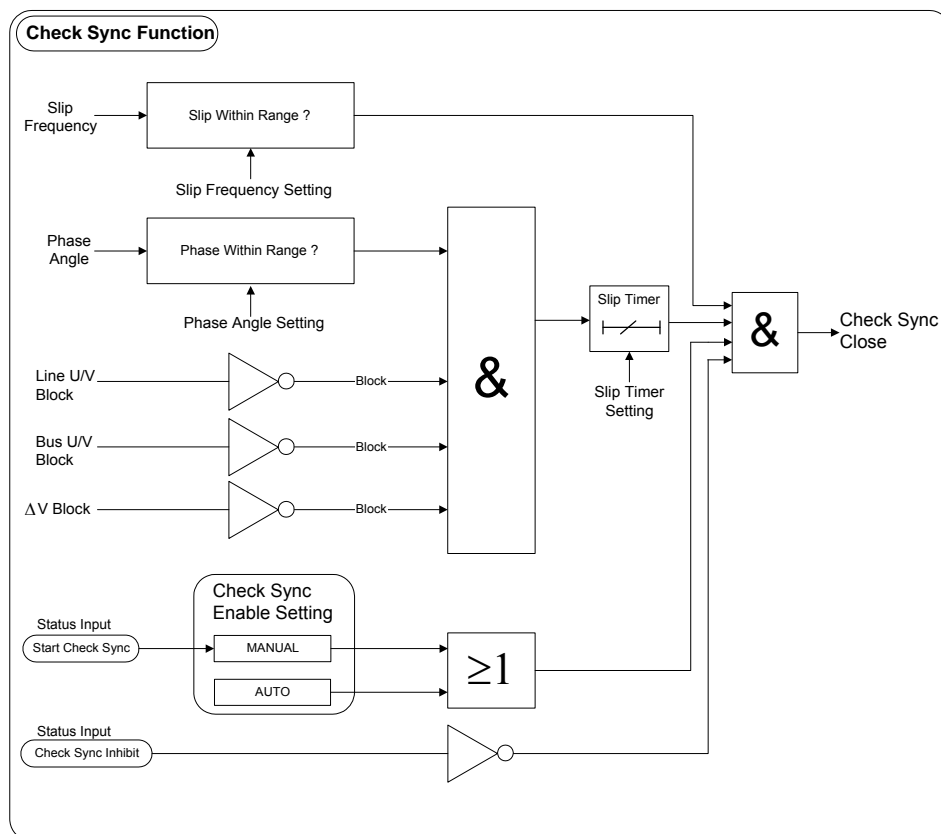 Check Sync Function
Slip
Frequency
Slip Within Range ?
Slip Frequency Setting
Phase
Angle
Phase Within Range ?
Phase Angle Setting
Line U/V
Block
Block
Bus U/V
Block
Block
ΔV Block
Block
&
Slip Timer
Slip Timer
Setting
&
Check Sync
Close
Check Sync
Enable Setting
Status Input
Start Check Sync
MANUAL
AUTO
≥1
Status Input
Check Sync Inhibit